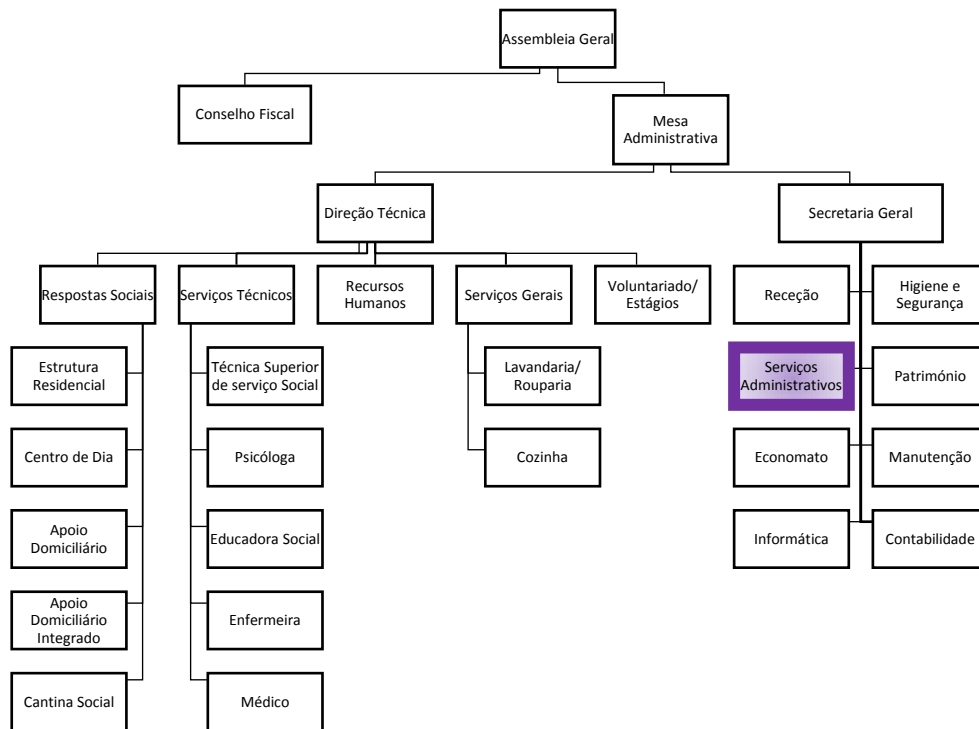 Assembleia Geral
Conselho Fiscal
Mesa
Administrativa
Direção Técnica
Secretaria Geral
Respostas Sociais
Serviços Técnicos
Recursos
Humanos
Serviços Gerais
Voluntariado/
Estágios
Receção
Higiene e
Segurança
Estrutura
Residencial
Técnica Superior
de serviço Social
Lavandaria/
Rouparia
Serviços
Administrativos
Património
Centro de Dia
Psicóloga
Cozinha
Economato
Manutenção
Apoio
Domiciliário
Educadora Social
Informática
Contabilidade
Apoio
Domiciliário
Integrado
Enfermeira
Cantina Social
Médico